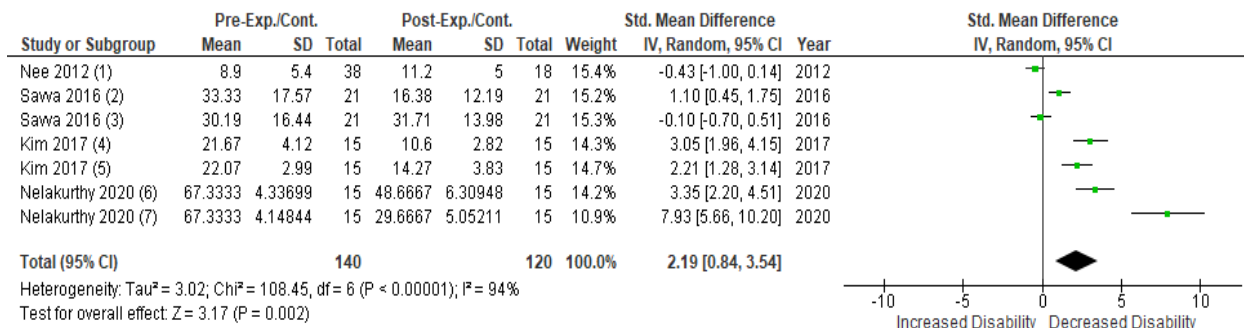 Pre-Exp./Cont. Post-Exp./Cont. Std. Mean Difference Std. Mean Difference
Study or Subgroup Mean SD Total Mean SD Total Weight IV, Random, 95% CI Year IV, Random, 95% CI
Nee 2012 (1) 8.9 5.4 38 11.2 5 18 15.4% -0.43 [-1.00, 0.14] 2012
Sawa 2016 (2) 33.33 17.57 21 16.38 12.19 21 15.2% 1.10 [0.45, 1.75] 2016
Sawa 2016 (3) 30.19 16.44 21 31.71 13.98 21 15.3% -0.10 [-0.70, 0.51] 2016
Kim 2017 (4) 21.67 4.12 15 10.6 2.82 15 14.3% 3.05 [1.96, 4.15] 2017
Kim 2017 (5) 22.07 2.99 15 14.27 3.83 15 14.7% 2.21 [1.28, 3.14] 2017
Nelakurthy 2020 (6) 67.3333 4.33699 15 48.6667 6.30948 15 14.2% 3.35 [2.20, 4.51] 2020
Nelakurthy 2020 (7) 67.3333 4.14844 15 29.6667 5.05211 15 10.9% 7.93 [5.66, 10.20] 2020
Total (95% CI) 140 120 100.0% 2.19 [0.84, 3.54]
Heterogeneity: Tau² = 3.02; Chi² = 108.45, df = 6 (P < 0.00001); I² = 94%
Test for overall effect: Z = 3.17 (P = 0.002)
-10 -5 0 5 10
Increased Disability Decreased Disability